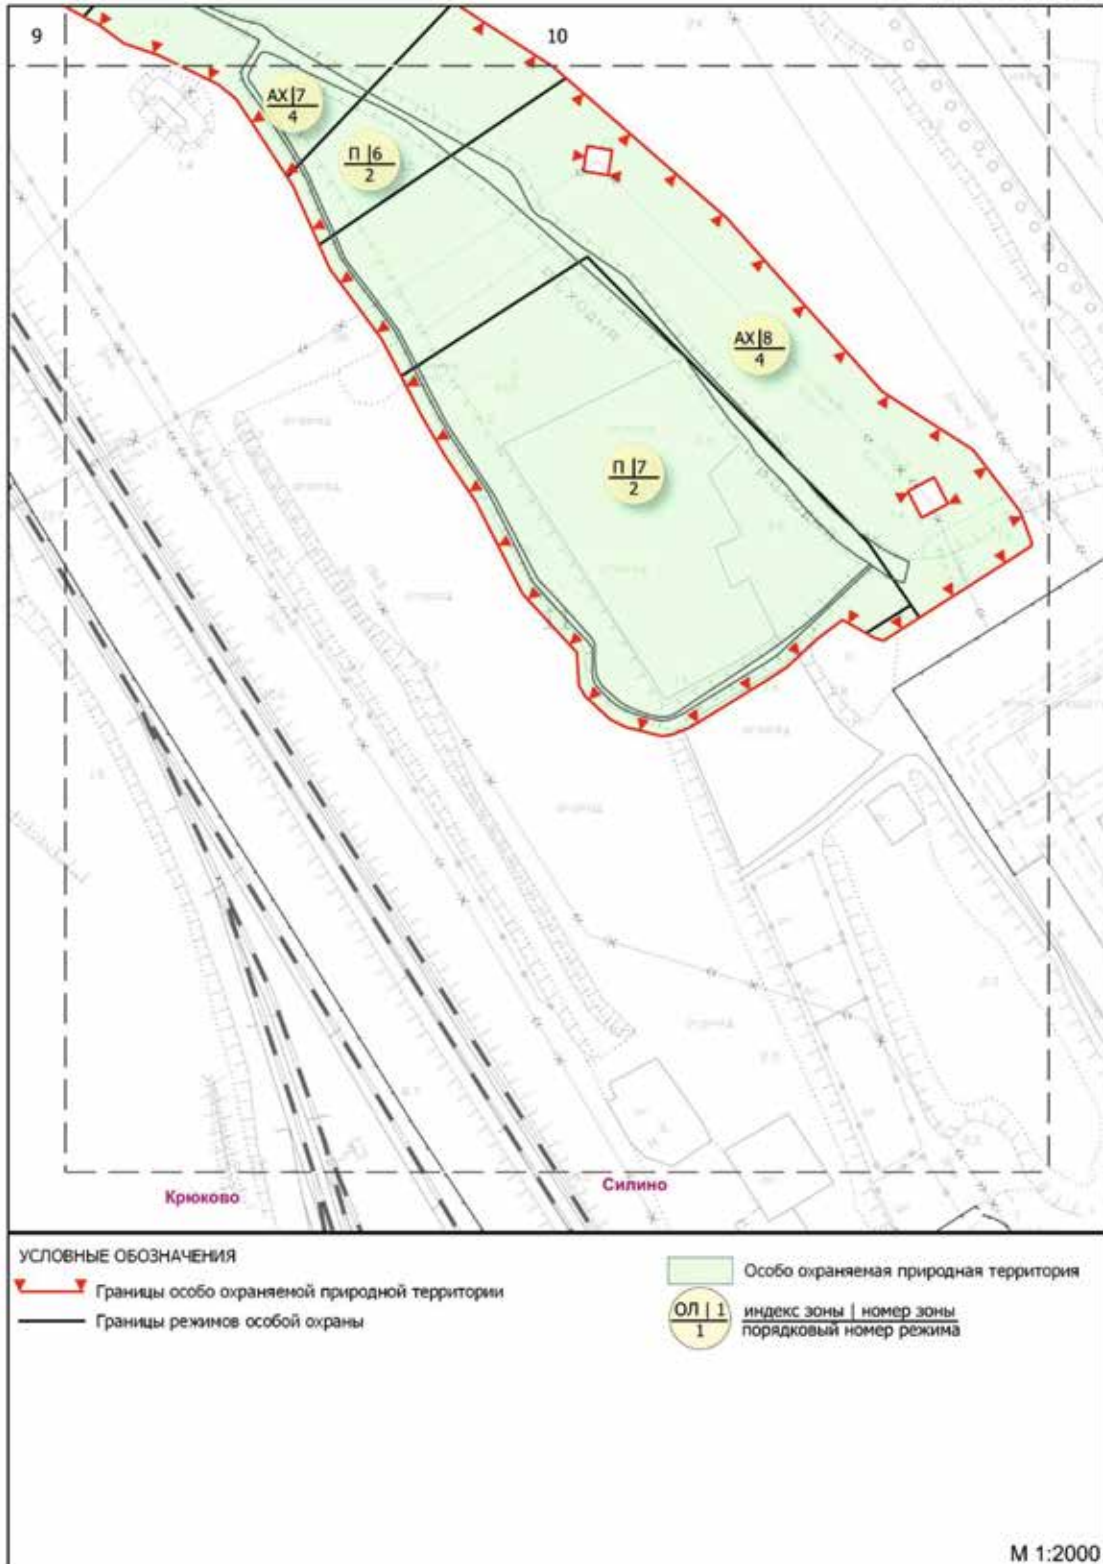 9
10
АХ|7
4
П |6
2
АХ|8
4
П |7
2
Крюково
Силино
УСЛОВНЫЕ ОБОЗНАЧЕНИЯ
Границы особо охраняемой природной территории
Границы режимов особой охраны
Особо охраняемая природная территория
ОЛ | 1
1
индекс зоны | номер зоны
порядковый номер режима
М 1:2000